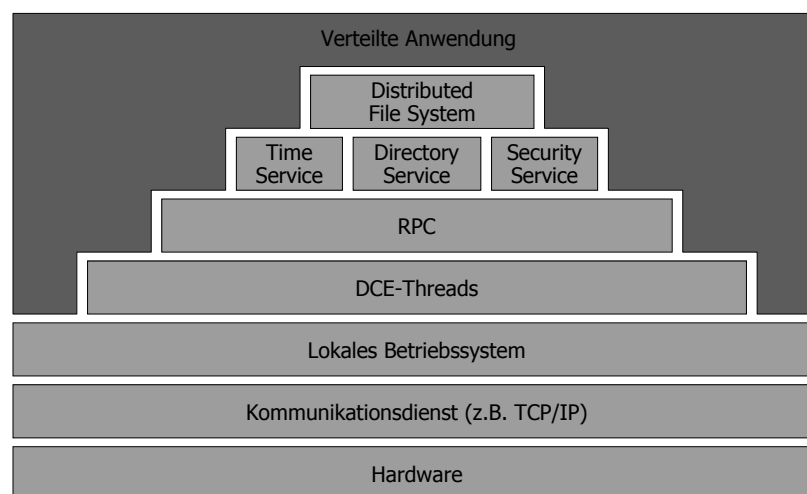 Verteilte Anwendung
Distributed
File System
Time
Service
Directory
Service
Security
Service
RPC
DCE-Threads
Lokales Betriebssystem
Kommunikationsdienst (z.B. TCP/IP)
Hardware